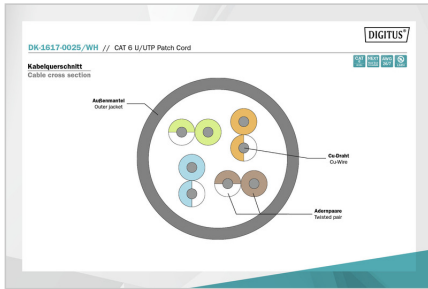 DIGITUS®
DK-1617-0025/WH // CAT 6 U/UTP Patch Cord
Kabelquerschnitt
Cable cross section
Außenmantel
Outer jacket
Cu-Draht
Cu-Wire
Adernpaare
Twisted pair